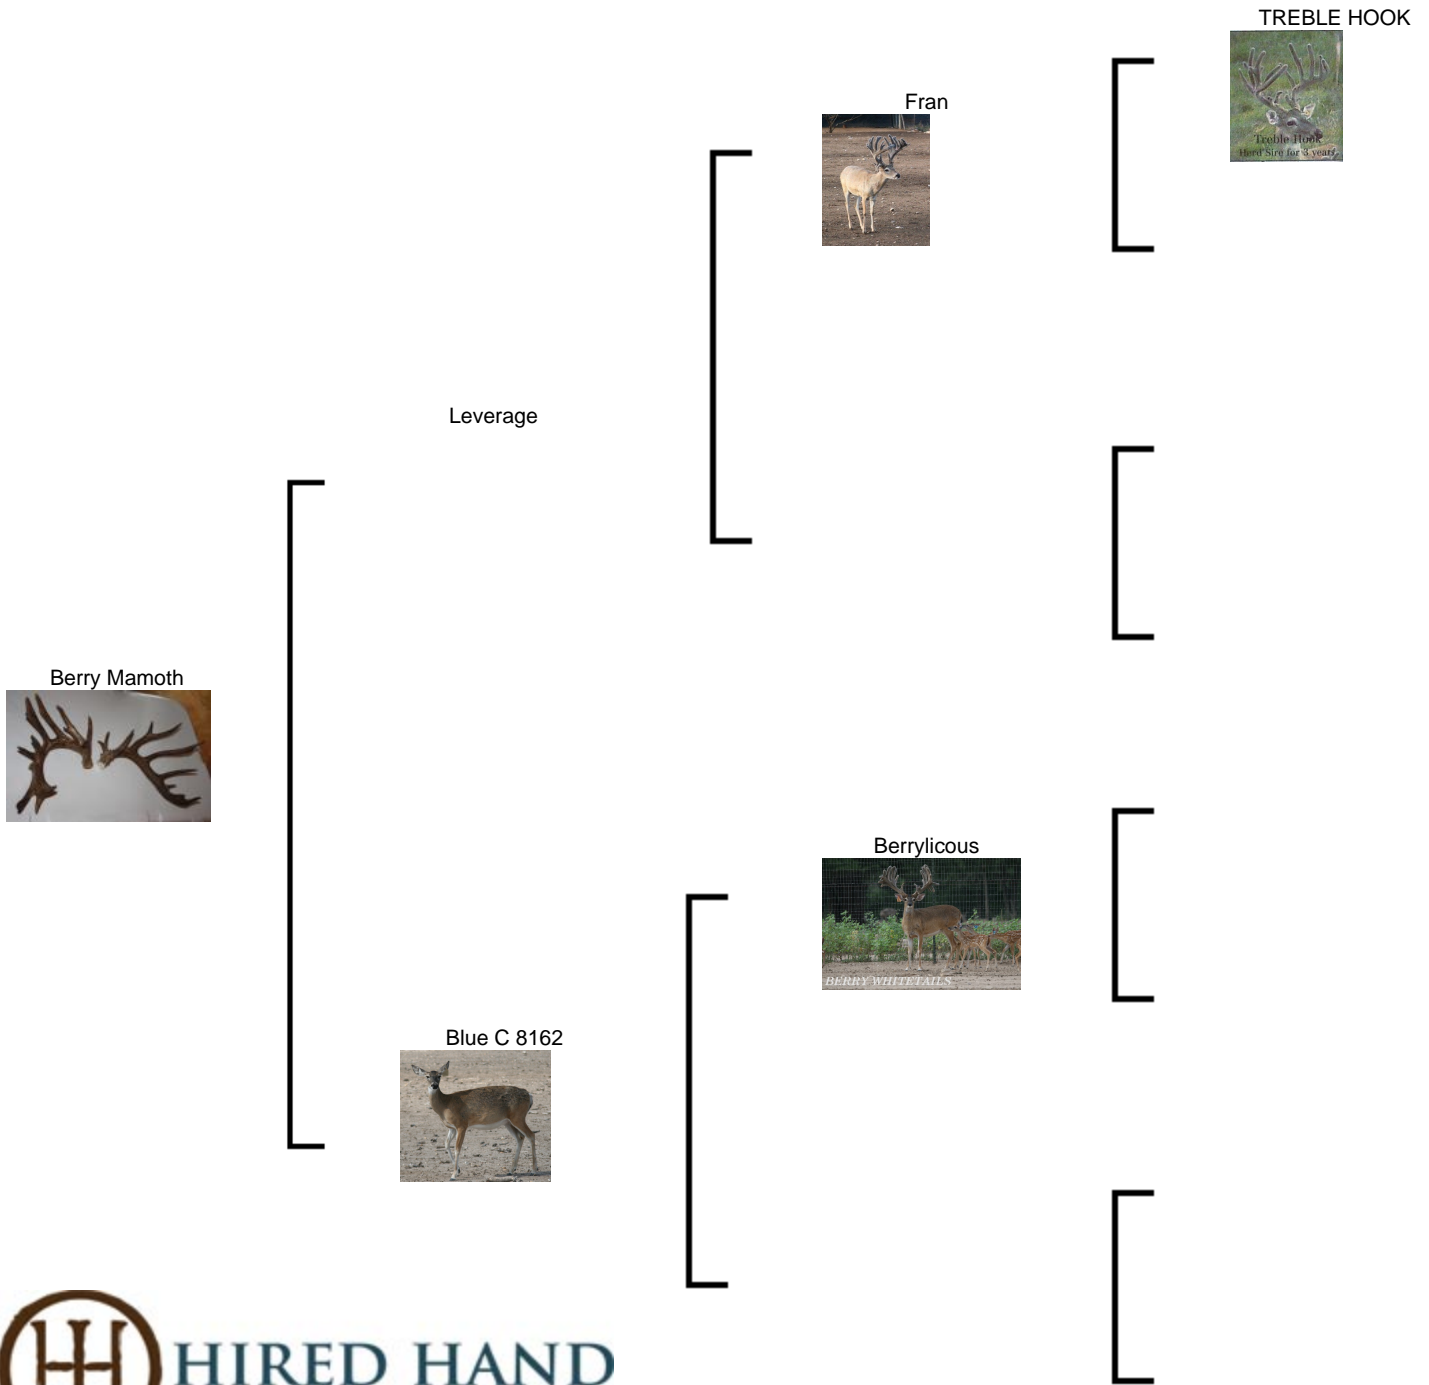 TREBLE HOOK
Treble Hook
Herd Sire for 3 years
Fran
Leverage
Berry Mamoth
Berrylicous
BERRY WHITETAILS
Blue C 8162
HH
HIRED HAND